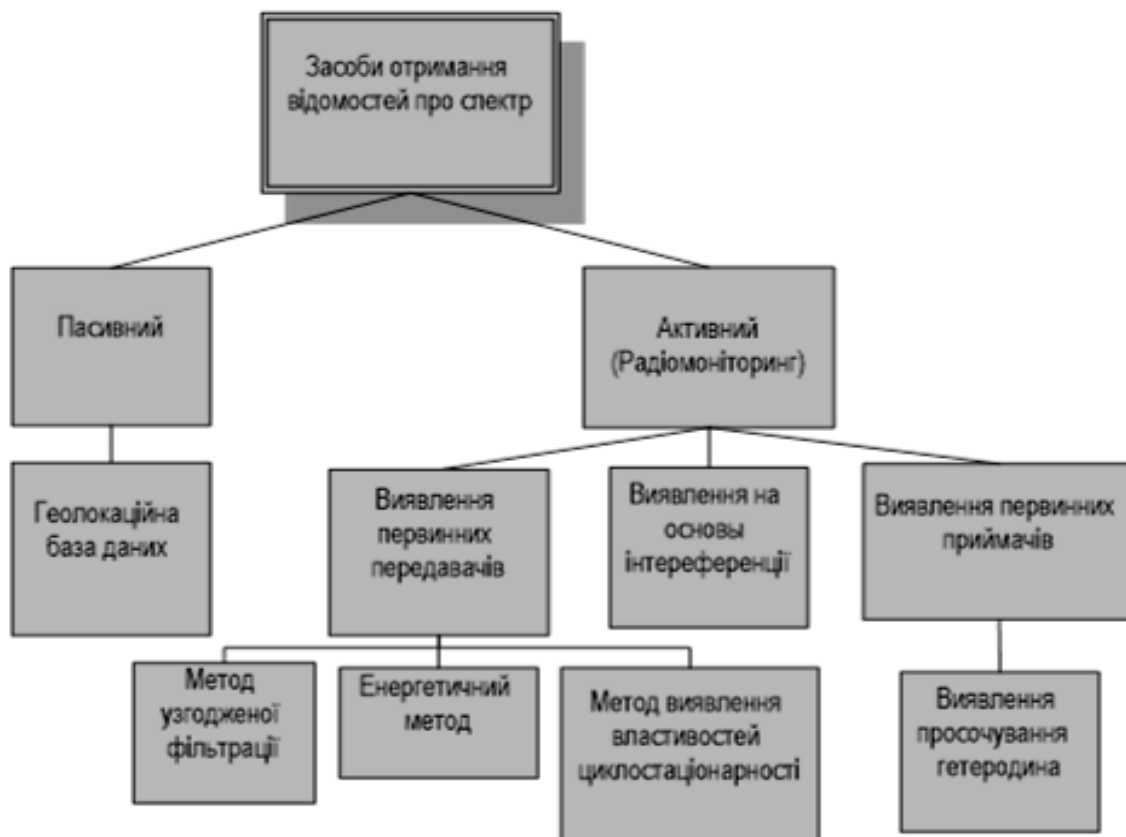 Засоби отримання
відомостей про спектр
Пасивний
Активний
(Радіомоніторинг)
Геолокаційна
база даних
Виявлення
первинних
передавачів
Виявлення на
основы
інтереференції
Виявлення первинних
приймачів
Метод
узгодженої
фільтрації
Енергетичний
метод
Метод виявлення
властивостей
циклостаціонарності
Виявлення
просочування
гетеродина